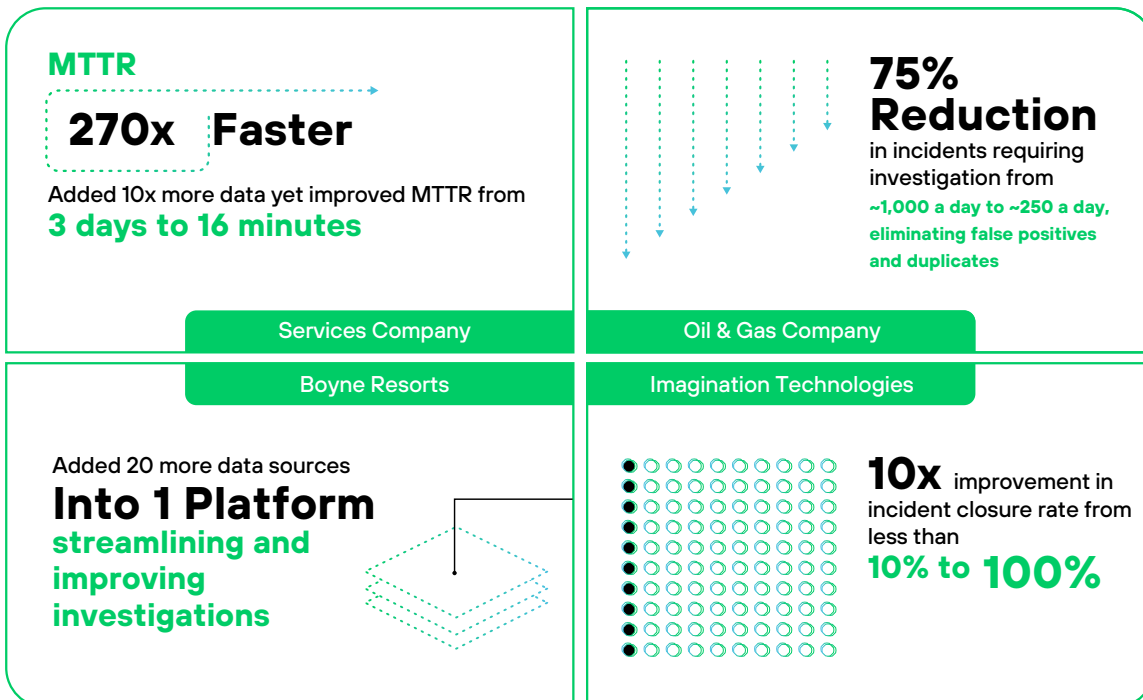 MTTR
270x Faster
Added 10x more data yet improved MTTR from
3 days to 16 minutes
Services Company
75%
Reduction
in incidents requiring
investigation from
~1,000 a day to ~250 a day,
eliminating false positives
and duplicates
Oil & Gas Company
Boyne Resorts
Added 20 more data sources
Into 1 Platform
streamlining and
improving
investigations
Imagination Technologies
10x improvement in
incident closure rate from
less than
10% to 100%